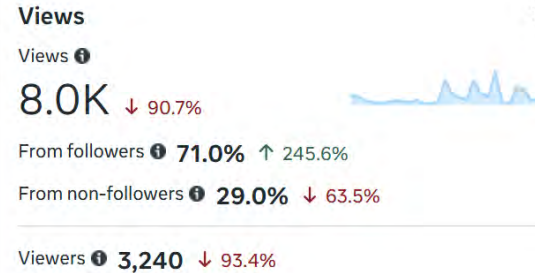 Views
Views
8.0K ↓ 90.7%
From followers 71.0% ↑ 245.6%
From non-followers 29.0% ↓ 63.5%
Viewers 3,240 ↓ 93.4%